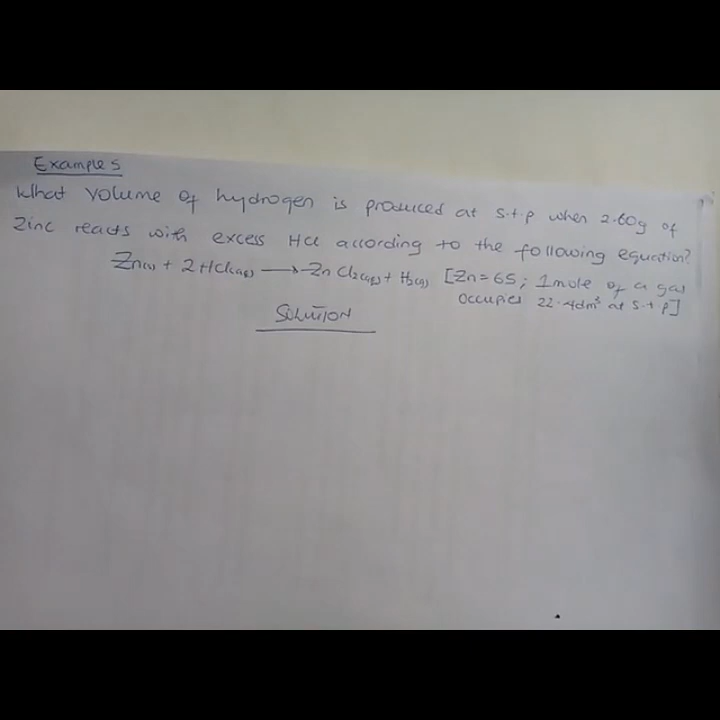 Example 5
What volume of hydrogen is produced at s.t.p when 2.60g of
Zinc reacts with excess HCl according to the following equation?
Zn(s) + 2HCl(aq) → ZnCl2(aq) + H2(g) [Zn = 65; 1mole of a gas
occupies 22.4dm³ at s.t p]
SOLUTION